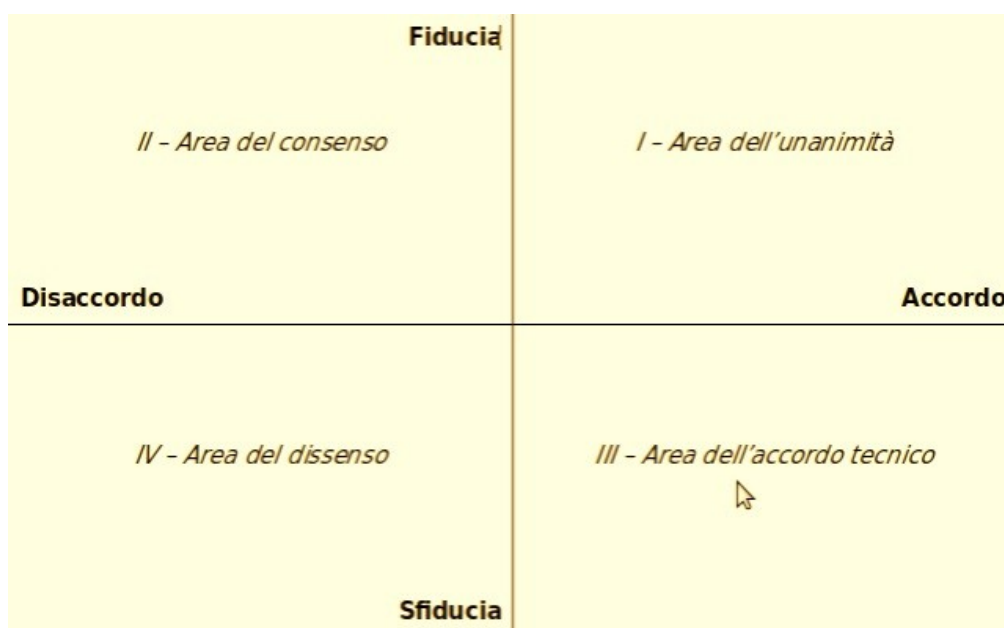 Fiducia
II – Area del consenso
I – Area dell’unanimità
Disaccordo
Accordo
IV – Area del dissenso
III – Area dell’accordo tecnico
Sfiducia